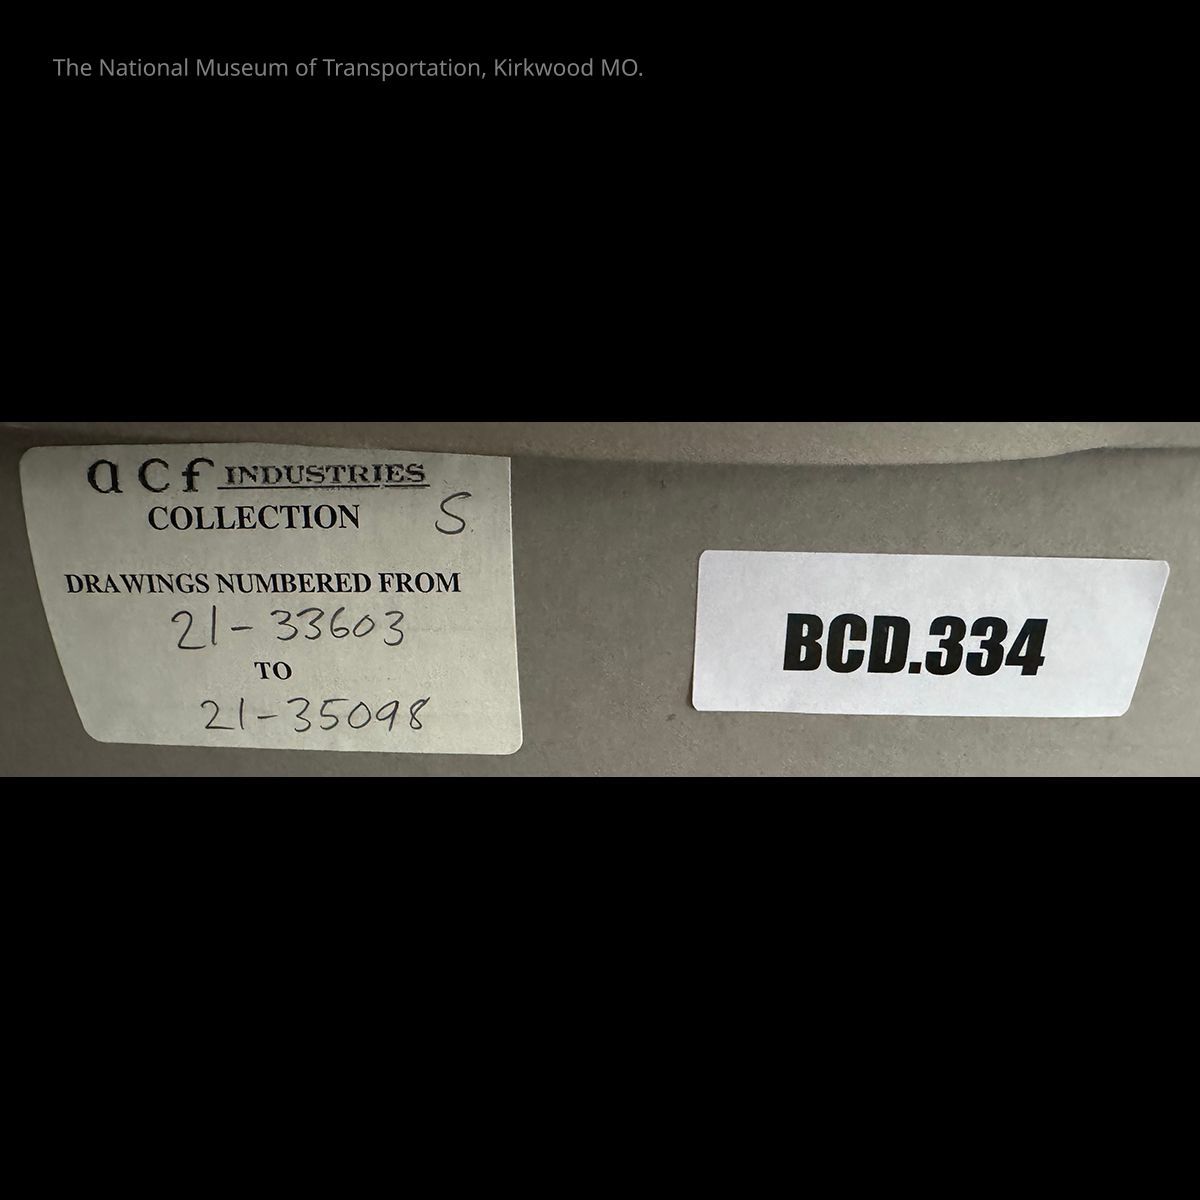 The National Museum of Transportation, Kirkwood MO.
acf INDUSTRIES
COLLECTION S.
DRAWINGS NUMBERED FROM
21-33603
TO
21-35098
BCD.334